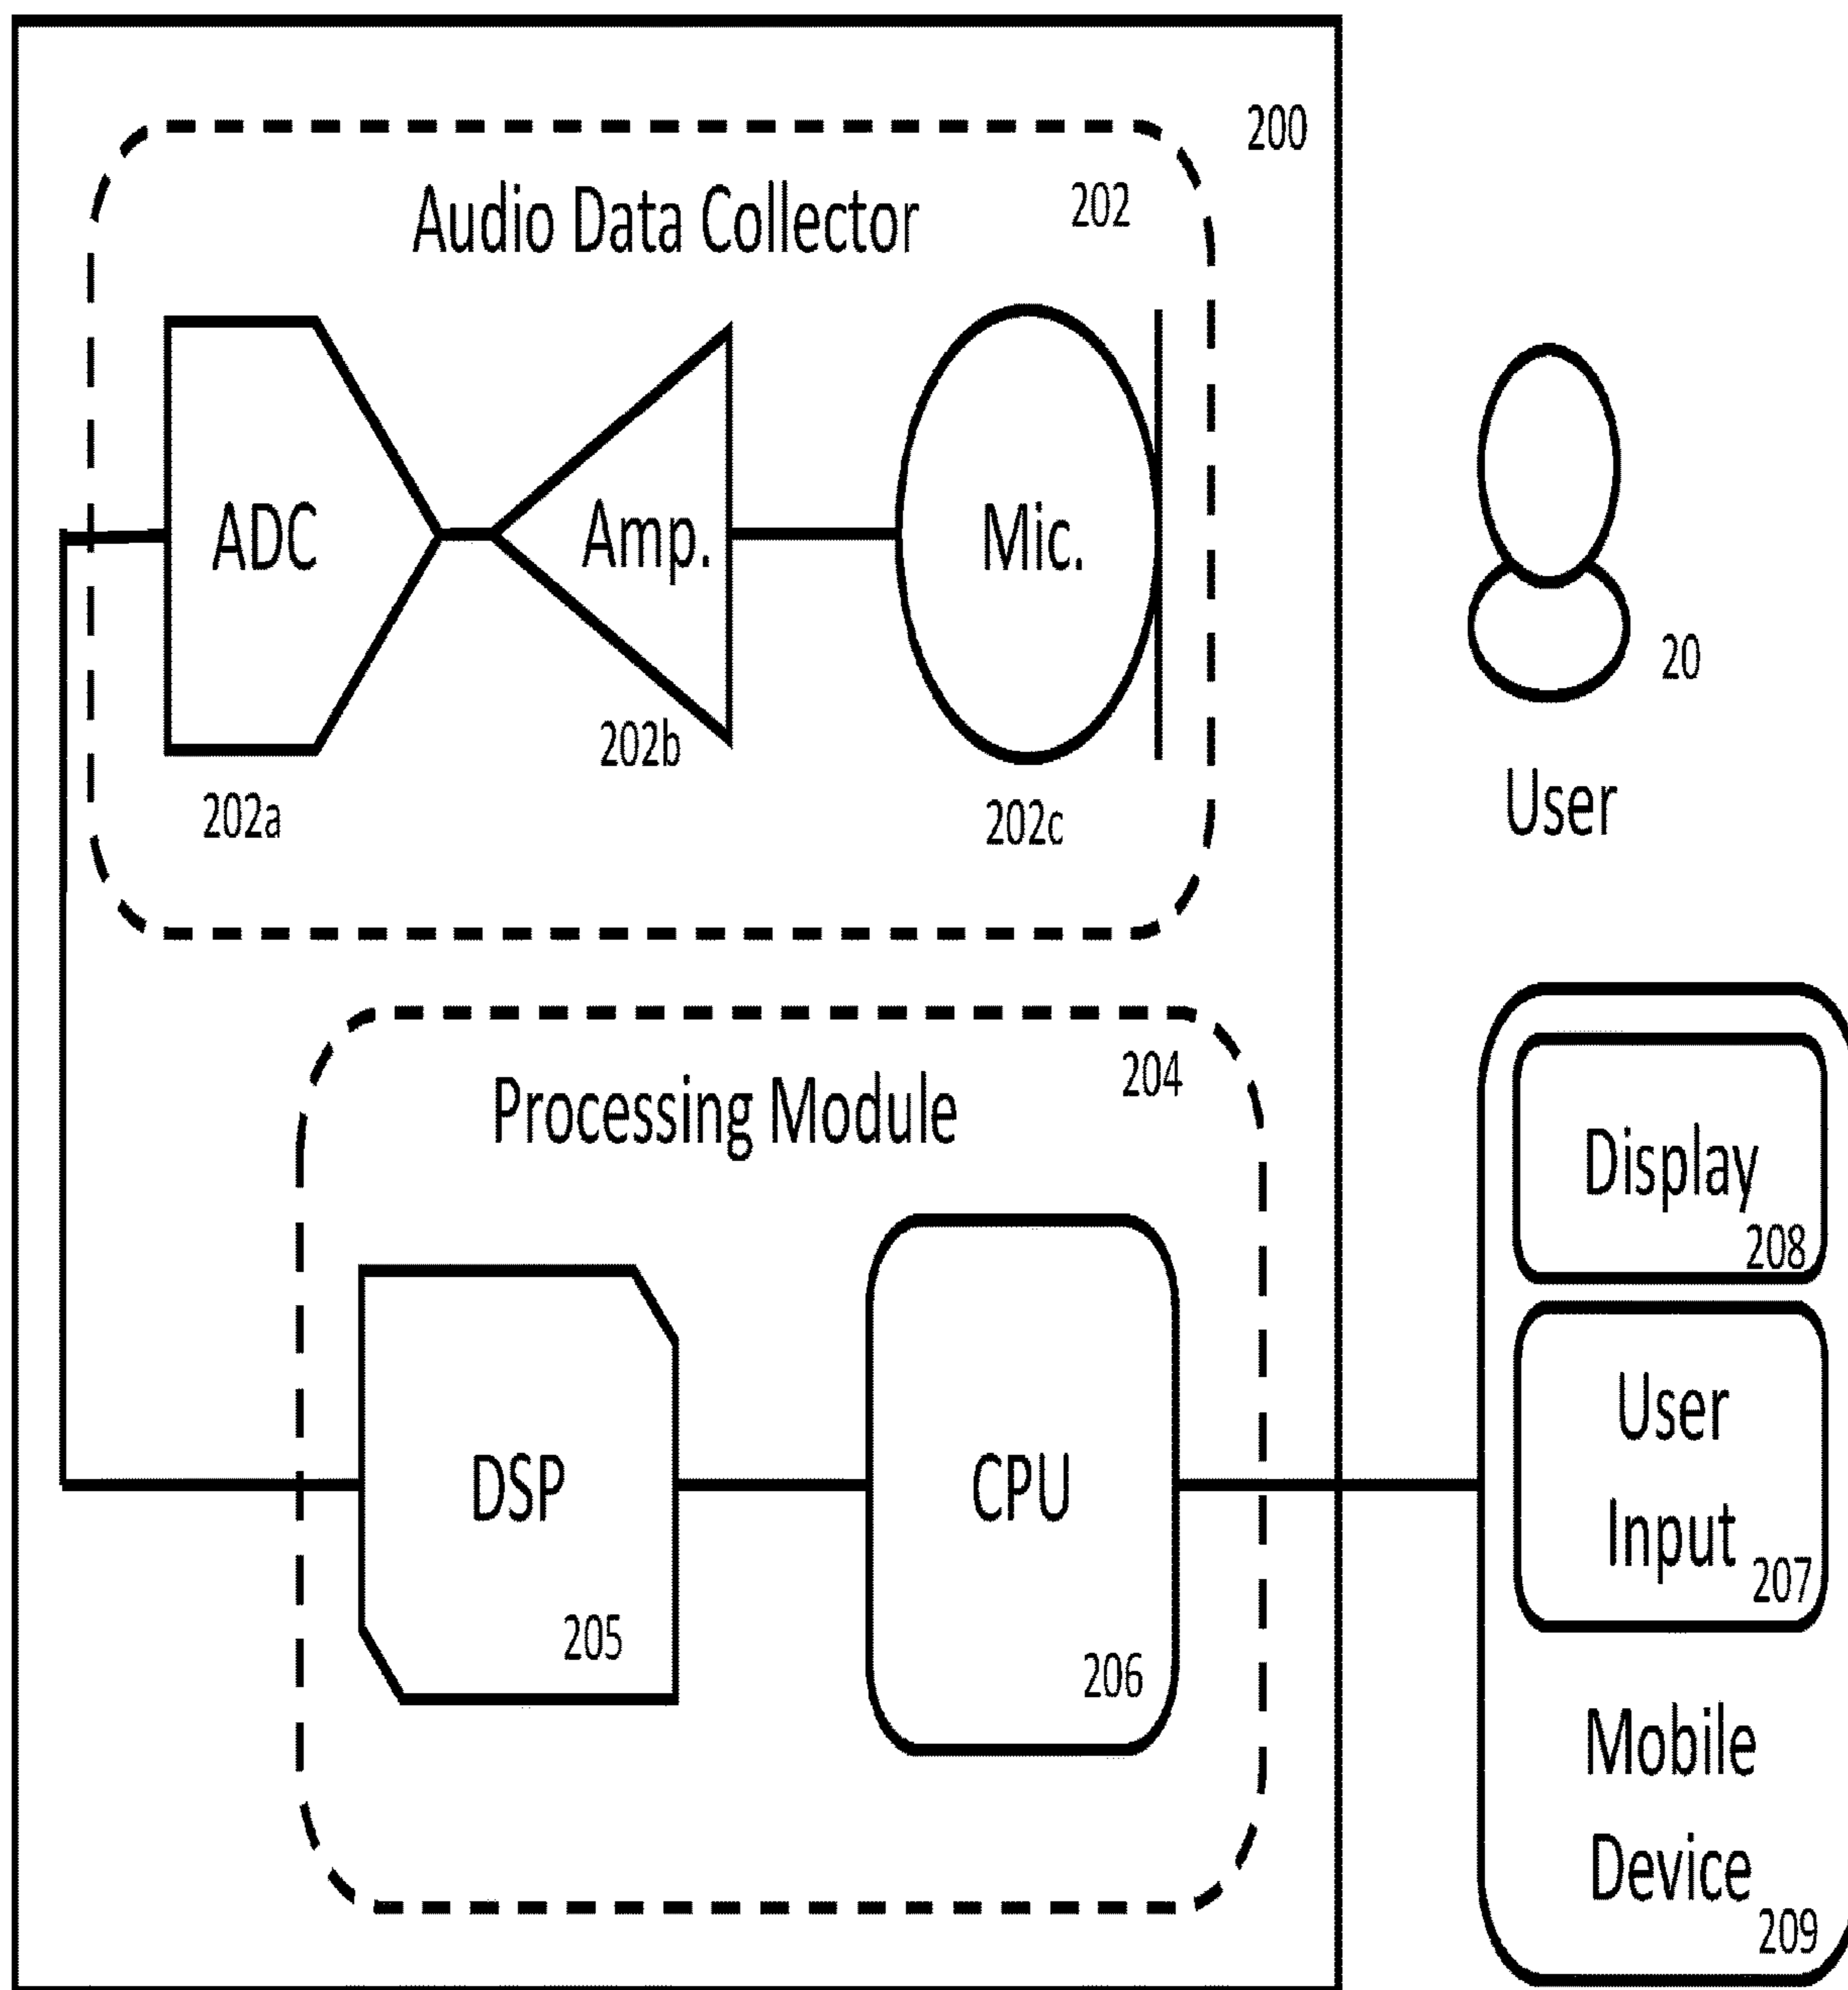 200
Audio Data Collector
202
ADC
Amp.
Mic.
202a
202b
202c
20
User
Processing Module
204
DSP
205
CPU
206
Display
208
User
Input
207
Mobile
Device
209